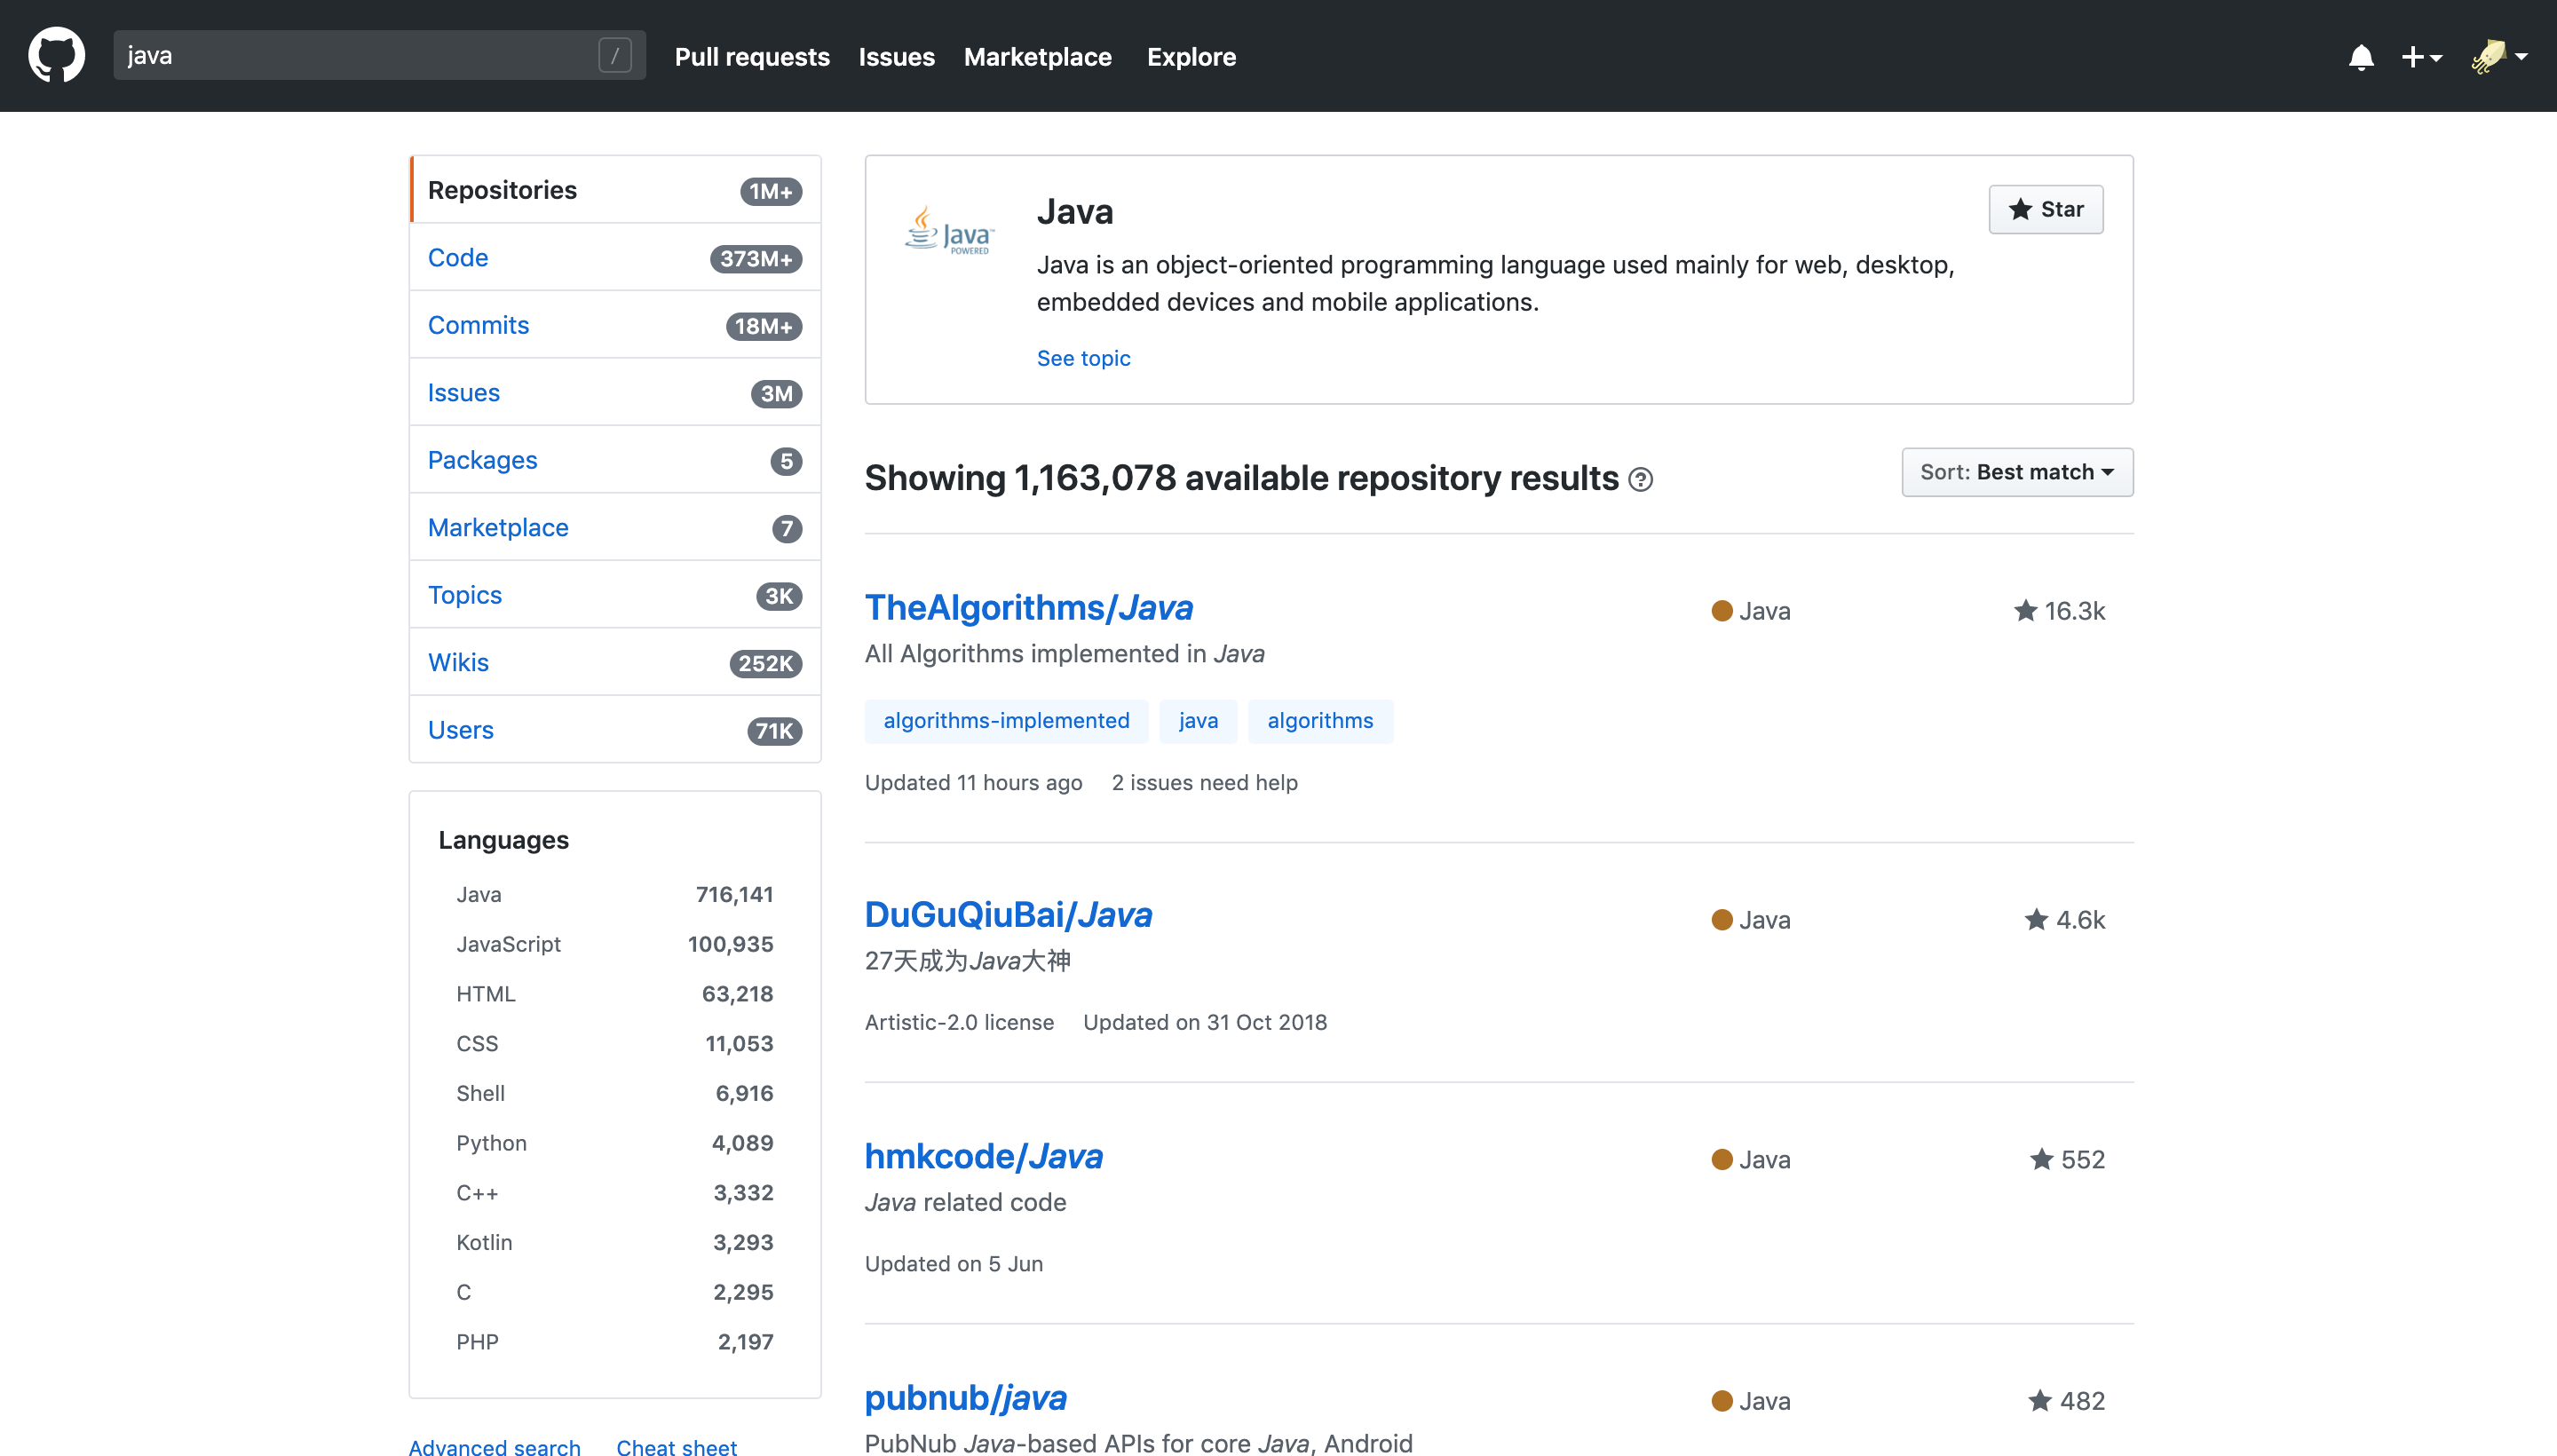 java /
Pull requests Issues Marketplace Explore
Repositories 1M+
Code 373M+
Commits 18M+
Issues 3M
Packages 5
Marketplace 7
Topics 3K
Wikis 252K
Users 71K
Languages
Java 716,141
JavaScript 100,935
HTML 63,218
CSS 11,053
Shell 6,916
Python 4,089
C++ 3,332
Kotlin 3,293
C 2,295
PHP 2,197
Advanced search Cheat sheet
Java POWERED
Java
Star
Java is an object-oriented programming language used mainly for web, desktop,
embedded devices and mobile applications.
See topic
Showing 1,163,078 available repository results
Sort: Best match
TheAlgorithms/Java Java 16.3k
All Algorithms implemented in Java
algorithms-implemented java algorithms
Updated 11 hours ago 2 issues need help
DuGuQiuBai/Java Java 4.6k
27天成为Java大神
Artistic-2.0 license Updated on 31 Oct 2018
hmkcode/Java Java 552
Java related code
Updated on 5 Jun
pubnub/java Java 482
PubNub Java-based APIs for core Java, Android